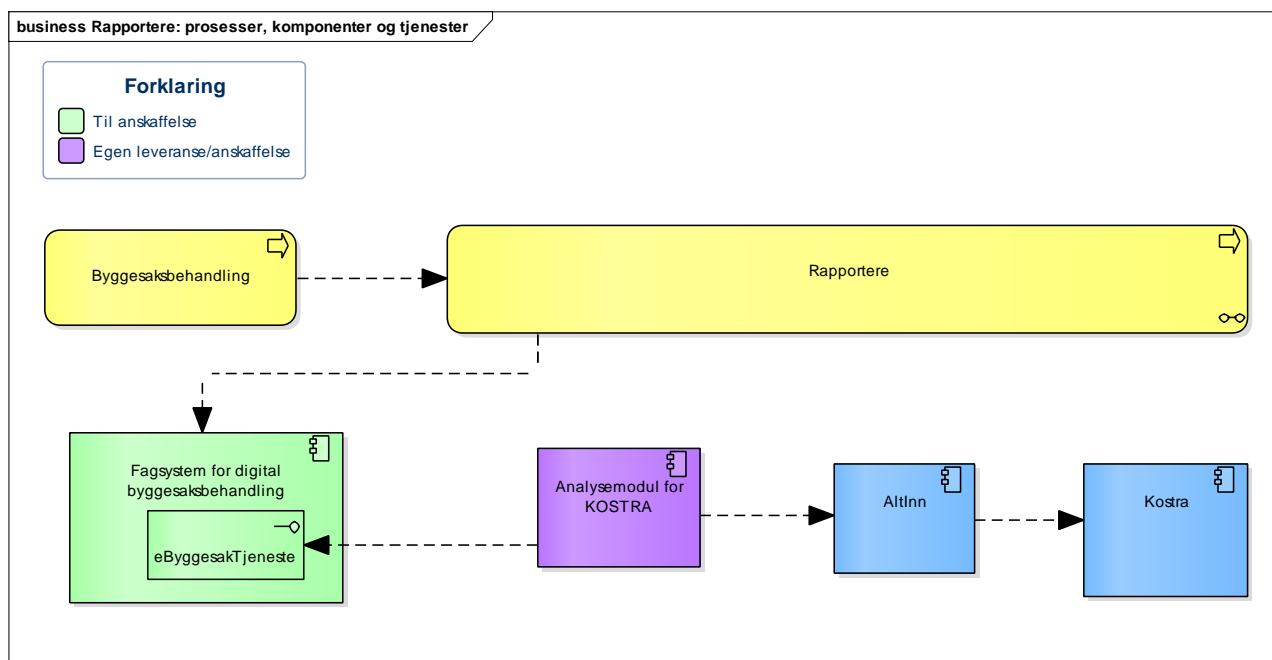 business Rapportere: prosesser, komponenter og tjenester
Forklaring
Til anskaffelse
Egen leveranse/anskaffelse
Byggesaksbehandling
Rapportere
Fagsystem for digital
byggesaksbehandling
eByggesakTjeneste
Analysemodul for
KOSTRA
AltInn
Kostra